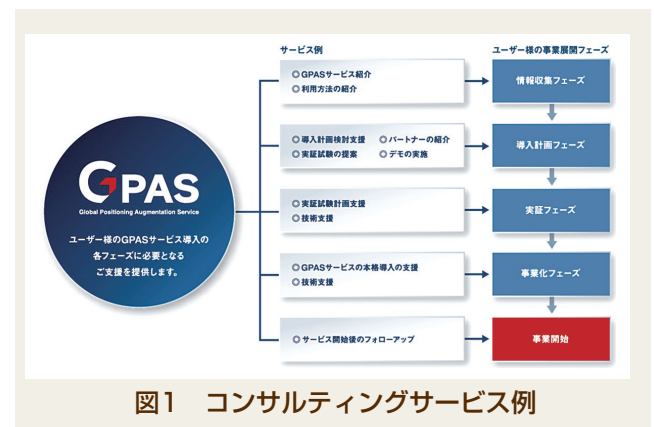 サービス例
ユーザー様の事業展開フェーズ
◎GPASサービス紹介
◎利用方法の紹介
情報収集フェーズ
◎導入計画検討支援 ◎パートナーの紹介
◎実証試験の提案 ◎デモの実施
導入計画フェーズ
GPAS
Global Positioning Augmentation Service
ユーザー様のGPASサービス導入の
各フェーズに必要となる
ご支援を提供します。
◎実証試験計画支援
◎技術支援
実証フェーズ
◎GPASサービスの本格導入の支援
◎技術支援
事業化フェーズ
◎サービス開始後のフォローアップ
事業開始
図1 コンサルティングサービス例